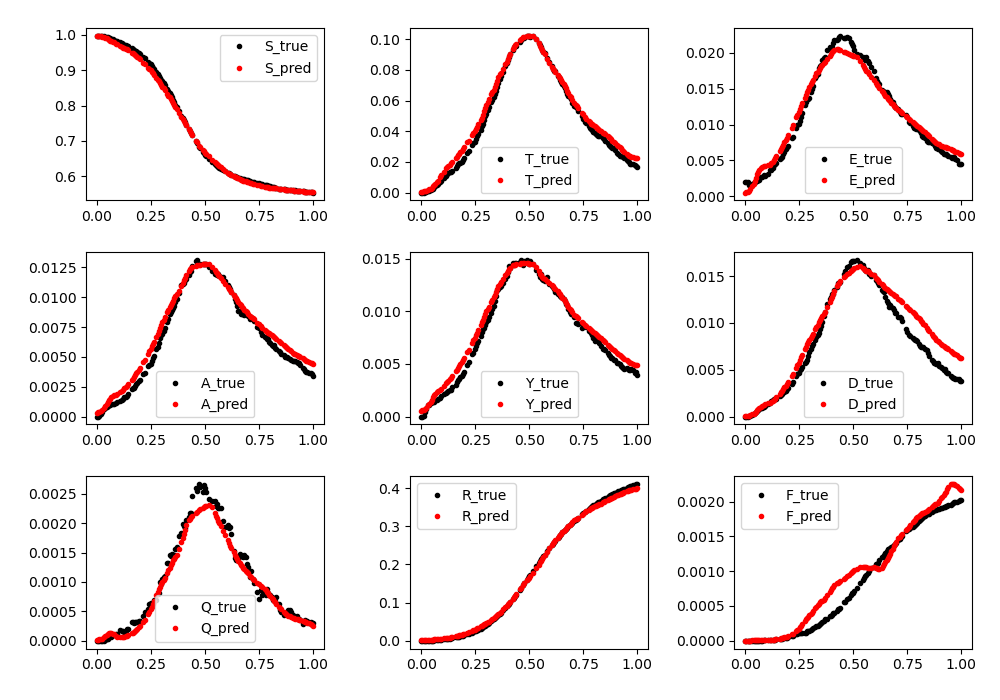 1.0
0.9
0.8
0.7
0.6
S_true
S_pred
0.00 0.25 0.50 0.75 1.00
0.10
0.08
0.06
0.04
0.02
0.00
T_true
T_pred
0.00 0.25 0.50 0.75 1.00
0.020
0.015
0.010
0.005
0.000
E_true
E_pred
0.00 0.25 0.50 0.75 1.00
0.0125
0.0100
0.0075
0.0050
0.0025
0.0000
A_true
A_pred
0.00 0.25 0.50 0.75 1.00
0.015
0.010
0.005
0.000
Y_true
Y_pred
0.00 0.25 0.50 0.75 1.00
0.015
0.010
0.005
0.000
D_true
D_pred
0.00 0.25 0.50 0.75 1.00
0.0025
0.0020
0.0015
0.0010
0.0005
0.0000
Q_true
Q_pred
0.00 0.25 0.50 0.75 1.00
0.4
0.3
0.2
0.1
0.0
R_true
R_pred
0.00 0.25 0.50 0.75 1.00
0.0020
0.0015
0.0010
0.0005
0.0000
F_true
F_pred
0.00 0.25 0.50 0.75 1.00